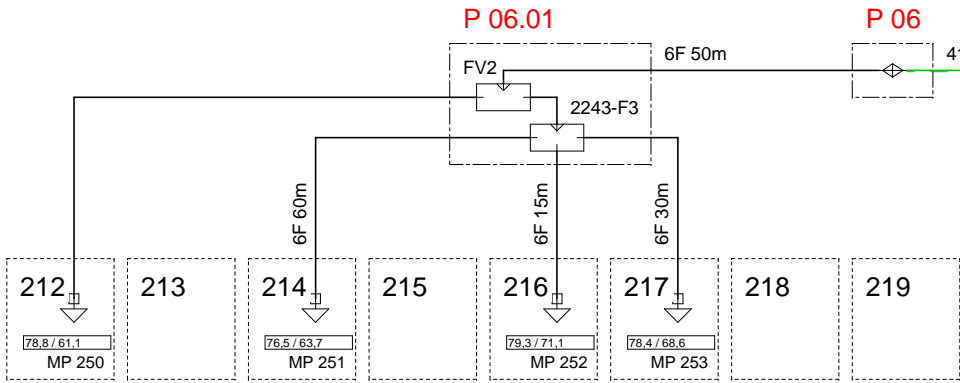 P 06.01
P 06
6F 50m
41
FV2
2243-F3
6F 60m
6F 15m
6F 30m
212
213
214
215
216
217
218
219
78,8 / 61,1
76,5 / 63,7
79,3 / 71,1
78,4 / 68,6
MP 250
MP 251
MP 252
MP 253